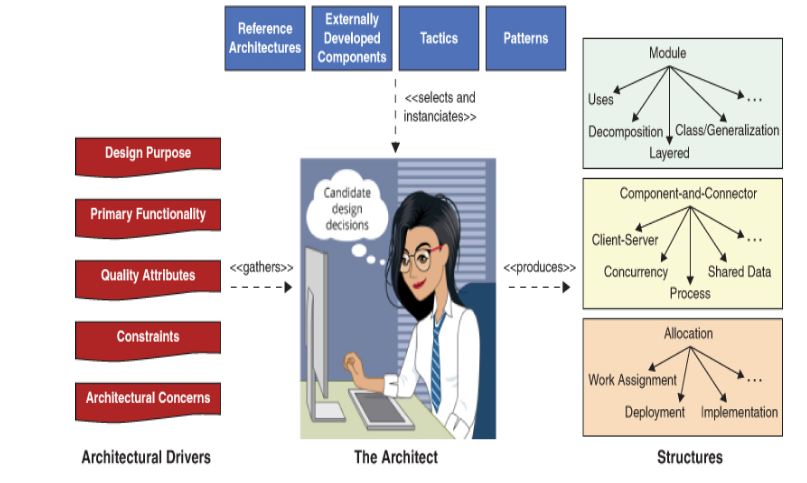 Reference
Architectures
Externally
Developed
Components
Tactics
Patterns
<<selects and
instanciates>>
Design Purpose
Primary Functionality
Quality Attributes
Constraints
Architectural Concerns
Architectural Drivers
<<gathers>>
Candidate
design
decisions
The Architect
<<produces>>
Module
Uses
...
Decomposition
Class/Generalization
Layered
Component-and-Connector
Client-Server
...
Concurrency
Shared Data
Process
Allocation
Work Assignment
...
Deployment
Implementation
Structures